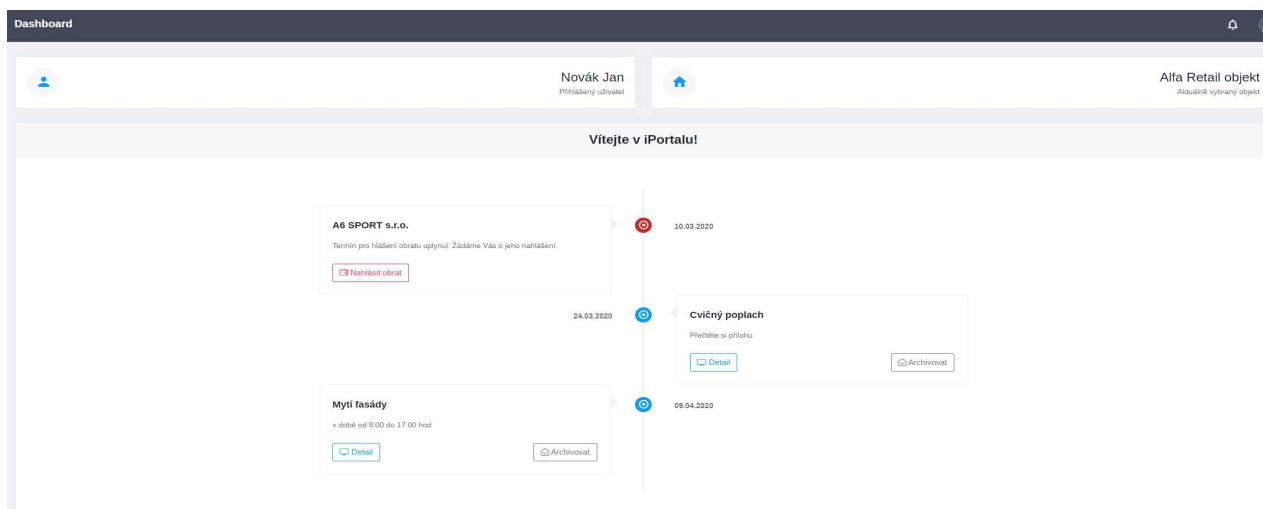 Dashboard
Novák Jan
Přihlášený uživatel
Alfa Retail objekt
Aktuálně vybraný objekt
Vítejte v iPortalu!
A6 SPORT s.r.o.
Termín pro hlášení obratu uplynul: Žádáme Vás o jeho nahlášení.
Nahlásit obrat
10.03.2020
24.03.2020
Cvičný poplach
Přečtěte si přílohu
Detail
Archivovat
Mytí fasády
v době od 8:00 do 17:00 hod
Detail
Archivovat
09.04.2020